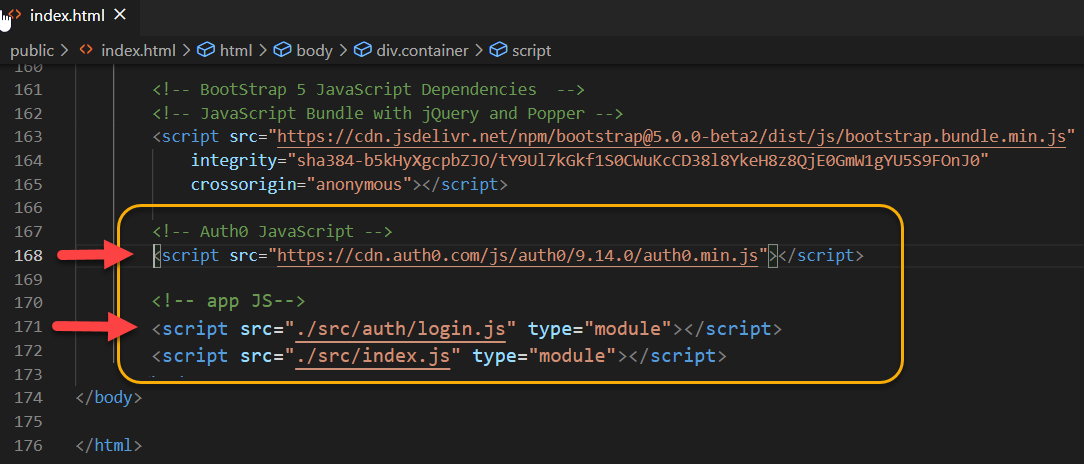 index.html
public > index.html > html > body > div.container > script
160
161 <!-- BootStrap 5 JavaScript Dependencies  -->
162 <!-- JavaScript Bundle with jQuery and Popper -->
163 <script src="https://cdn.jsdelivr.net/npm/bootstrap@5.0.0-beta2/dist/js/bootstrap.bundle.min.js"
164 integrity="sha384-b5kHyXgcpbZJO/tY9Ul7kGkf1S0CWuKcCD38l8YkeH8z8QjE0GmW1gYU5S9FOnJ0"
165 crossorigin="anonymous"></script>
166
167 <!-- Auth0 JavaScript -->
168 <script src="https://cdn.auth0.com/js/auth0/9.14.0/auth0.min.js"></script>
169
170 <!-- app JS-->
171 <script src="./src/auth/login.js" type="module"></script>
172 <script src="./src/index.js" type="module"></script>
173
174 </body>
175
176 </html>